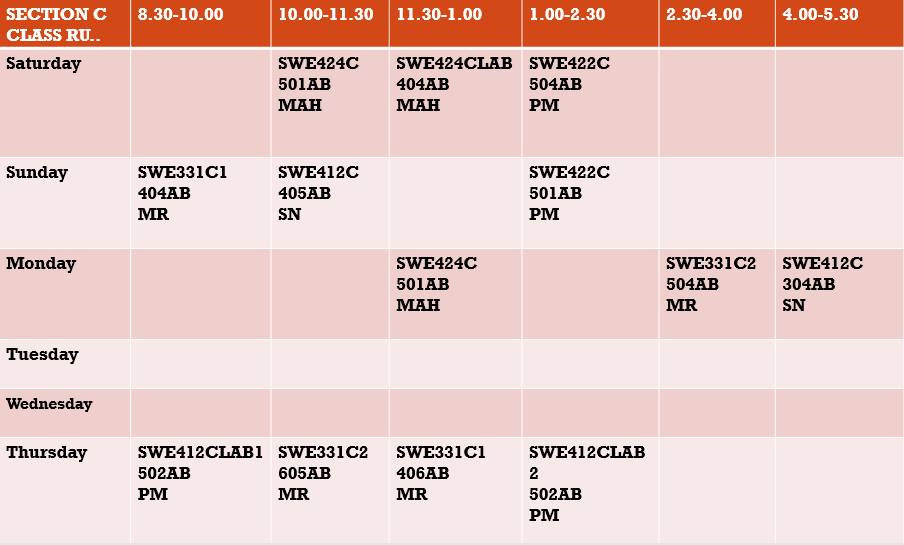 SECTION C 8.30-10.00 10.00-11.30 11.30-1.00 1.00-2.30 2.30-4.00 4.00-5.30
CLASS RU..
Saturday SWE424C SWE424CLAB SWE422C
501AB 404AB 504AB
MAH MAH PM
Sunday SWE331C1 SWE412C SWE422C
404AB 405AB 501AB
MR SN PM
Monday SWE424C SWE331C2 SWE412C
501AB 504AB 304AB
MAH MR SN
Tuesday
Wednesday
Thursday SWE412CLAB1 SWE331C2 SWE331C1 SWE412CLAB
502AB 605AB 406AB 2
PM MR MR 502AB
PM